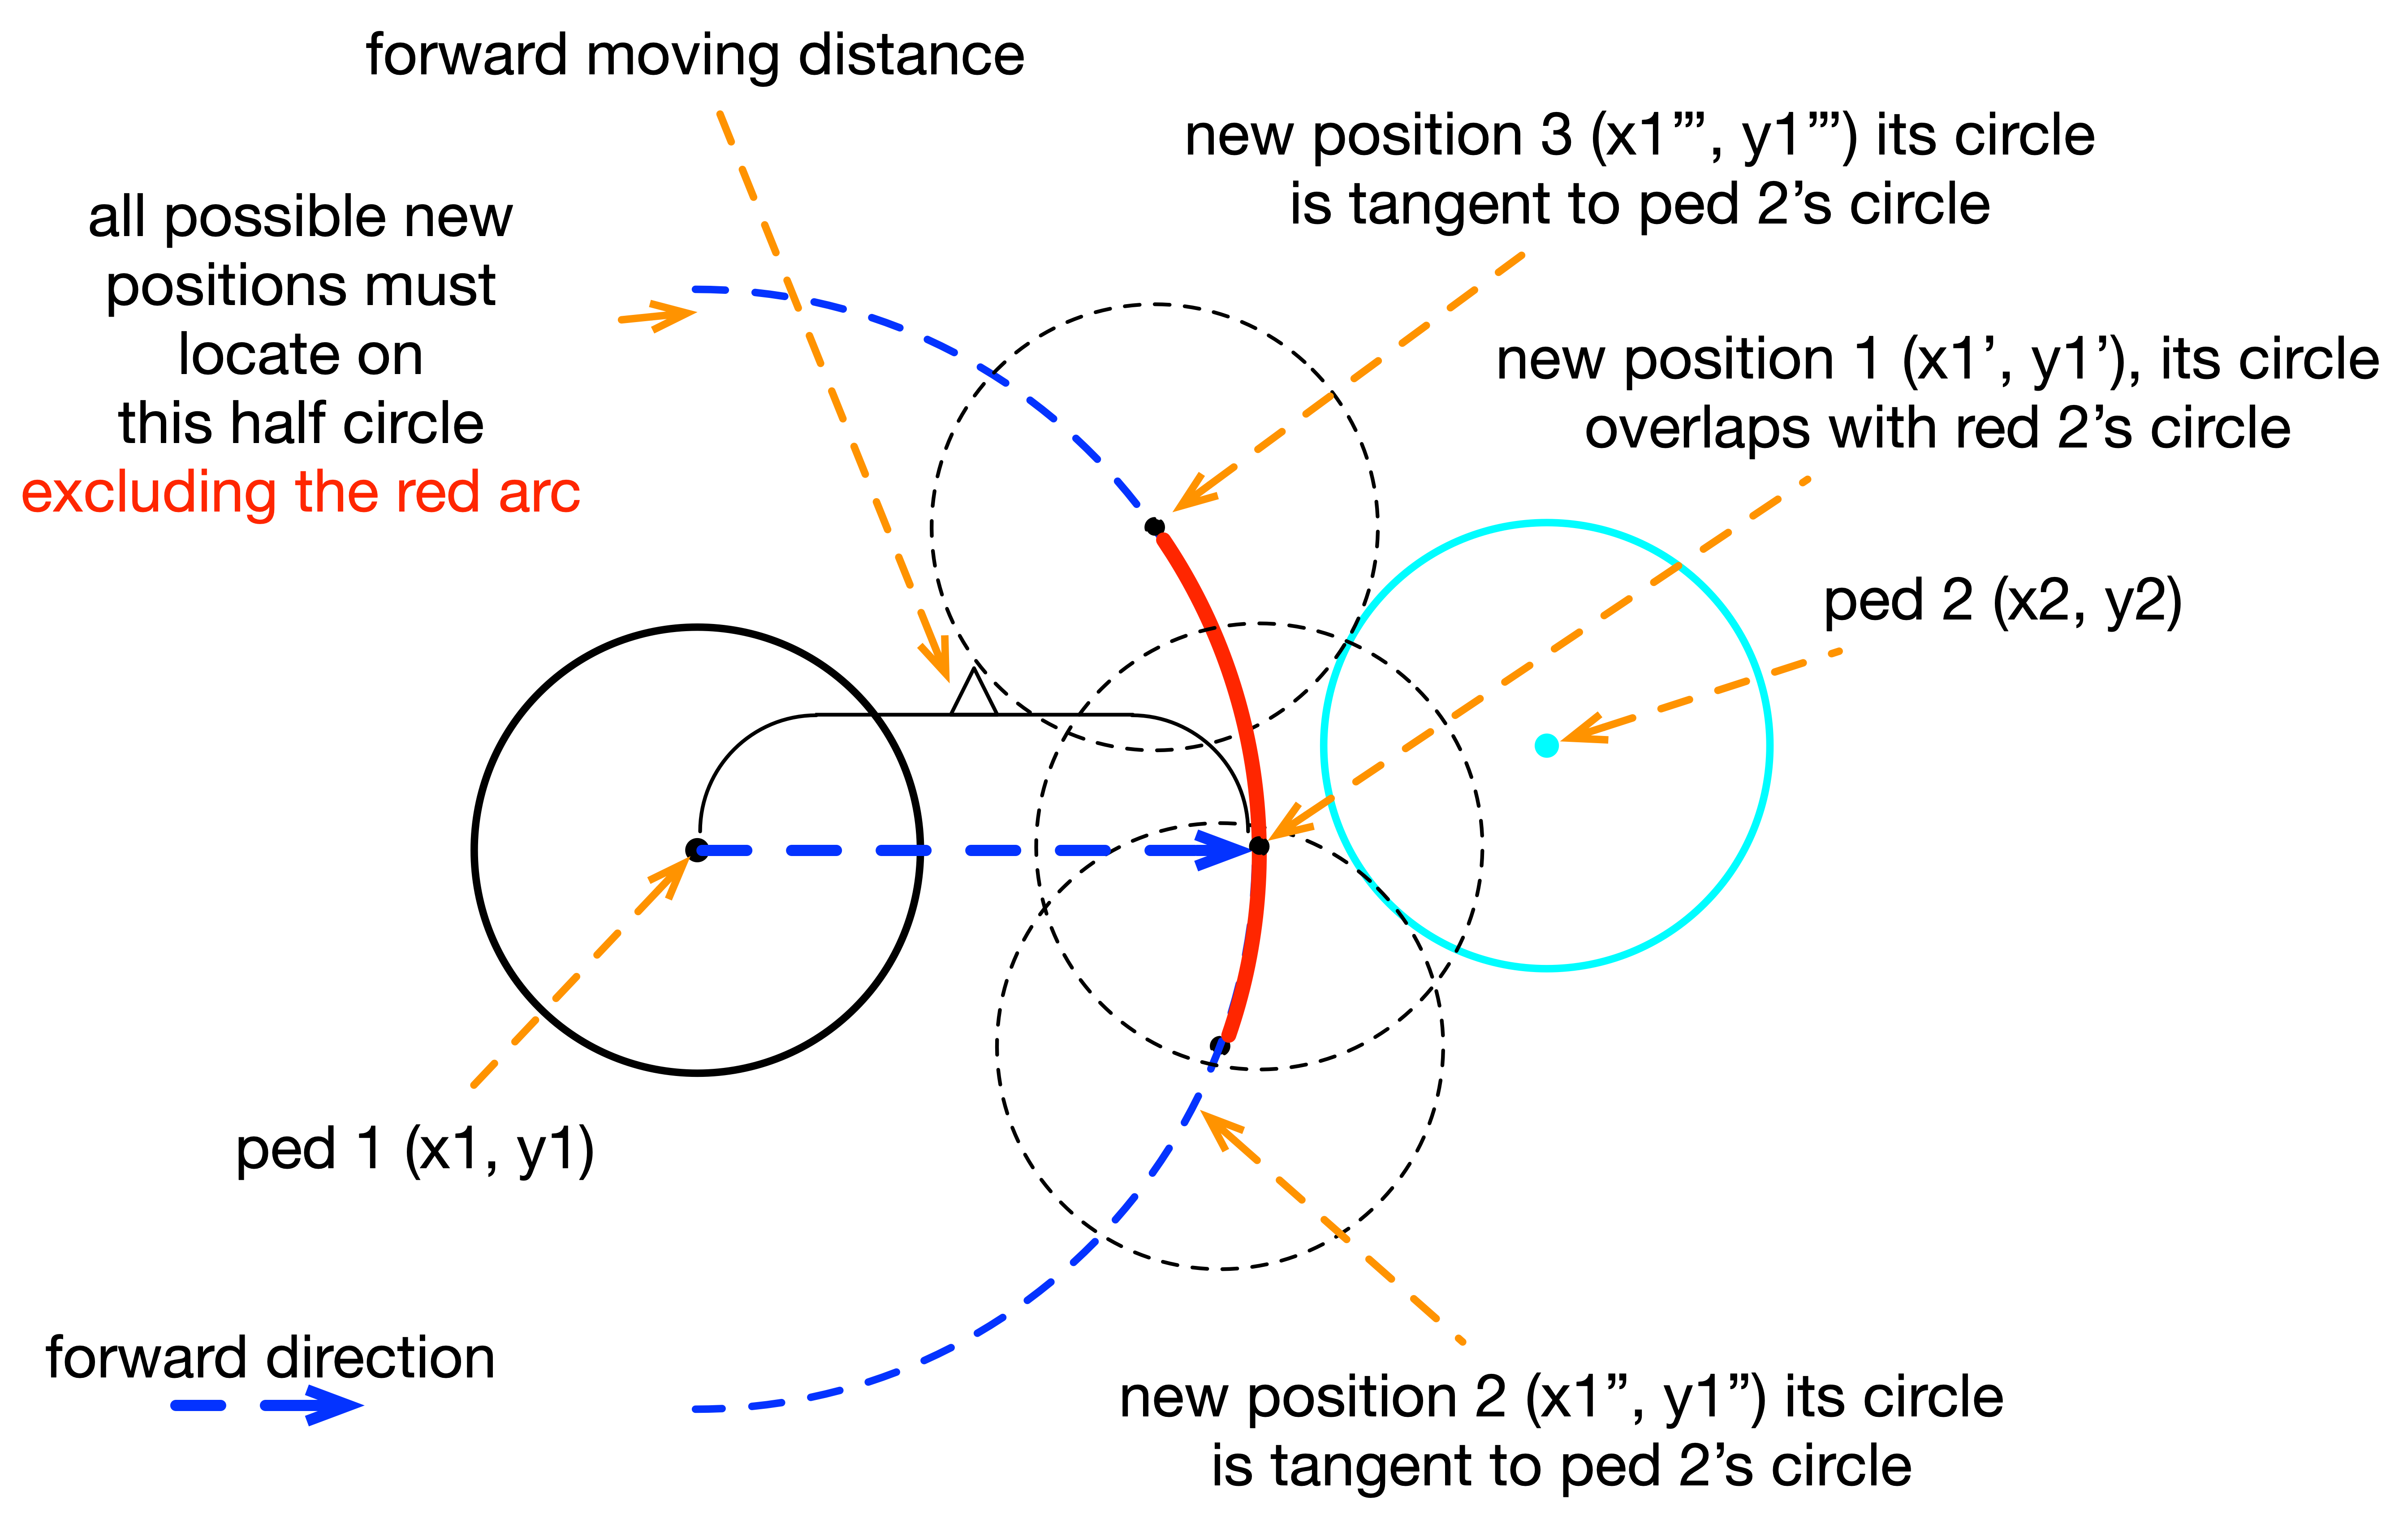 forward moving distance
all possible new
positions must
locate on
this half circle
excluding the red arc
new position 3 (x1”’, y1”’) its circle
is tangent to ped 2’s circle
new position 1 (x1’, y1’), its circle
overlaps with red 2’s circle
ped 2 (x2, y2)
ped 1 (x1, y1)
forward direction
new position 2 (x1”, y1”) its circle
is tangent to ped 2’s circle